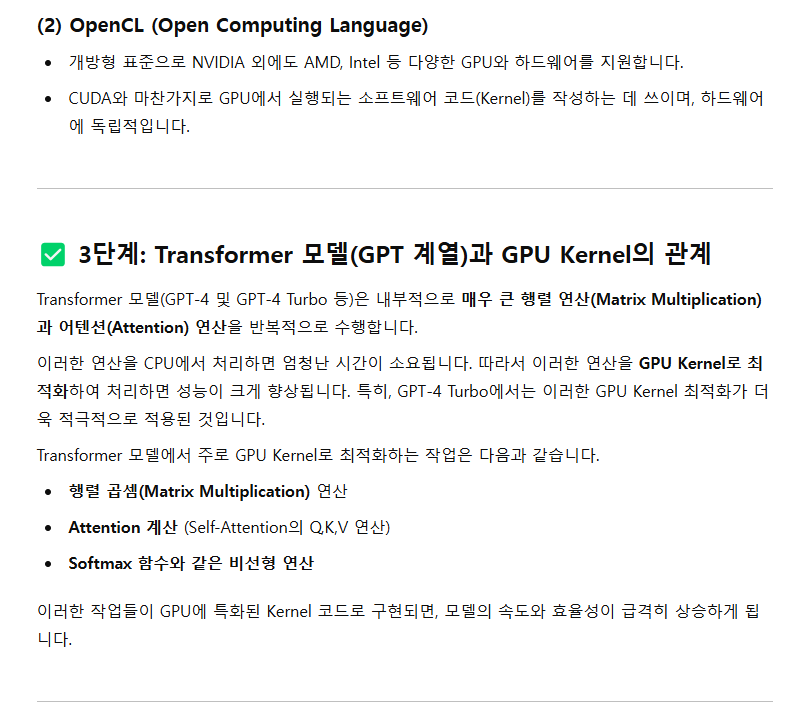 (2) OpenCL (Open Computing Language)
• 개방형 표준으로 NVIDIA 외에도 AMD, Intel 등 다양한 GPU와 하드웨어를 지원합니다.
• CUDA와 마찬가지로 GPU에서 실행되는 소프트웨어 코드(Kernel)를 작성하는 데 쓰이며, 하드웨어
에 독립적입니다.
✅ 3단계: Transformer 모델(GPT 계열)과 GPU Kernel의 관계
Transformer 모델(GPT-4 및 GPT-4 Turbo 등)은 내부적으로 매우 큰 행렬 연산(Matrix Multiplication)
과 어텐션(Attention) 연산을 반복적으로 수행합니다.
이러한 연산을 CPU에서 처리하면 엄청난 시간이 소요됩니다. 따라서 이러한 연산을 GPU Kernel로 최
적화하여 처리하면 성능이 크게 향상됩니다. 특히, GPT-4 Turbo에서는 이러한 GPU Kernel 최적화가 더
욱 적극적으로 적용된 것입니다.
Transformer 모델에서 주로 GPU Kernel로 최적화하는 작업은 다음과 같습니다.
• 행렬 곱셈(Matrix Multiplication) 연산
• Attention 계산 (Self-Attention의 Q,K,V 연산)
• Softmax 함수와 같은 비선형 연산
이러한 작업들이 GPU에 특화된 Kernel 코드로 구현되면, 모델의 속도와 효율성이 급격히 상승하게 됩
니다.